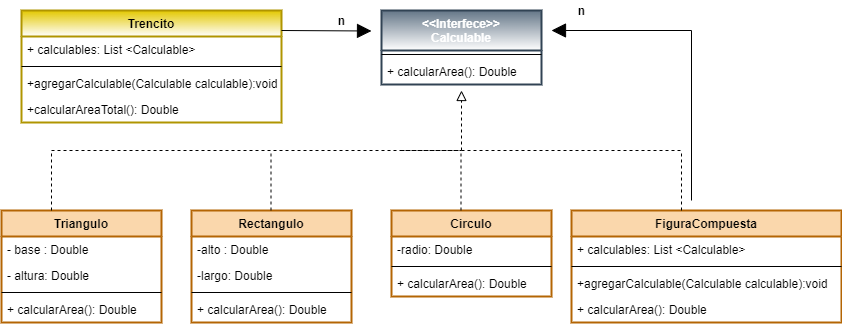 Trencito
+ calculables: List <Calculable>
+agregarCalculable(Calculable calculable):void
+calcularAreaTotal(): Double
n
<<Interfece>>
Calculable
+ calcularArea(): Double
n
Triangulo
- base : Double
- altura: Double
+ calcularArea(): Double
Rectangulo
-alto : Double
-largo: Double
+ calcularArea(): Double
Circulo
-radio: Double
+ calcularArea(): Double
FiguraCompuesta
+ calculables: List <Calculable>
+agregarCalculable(Calculable calculable):void
+ calcularArea(): Double